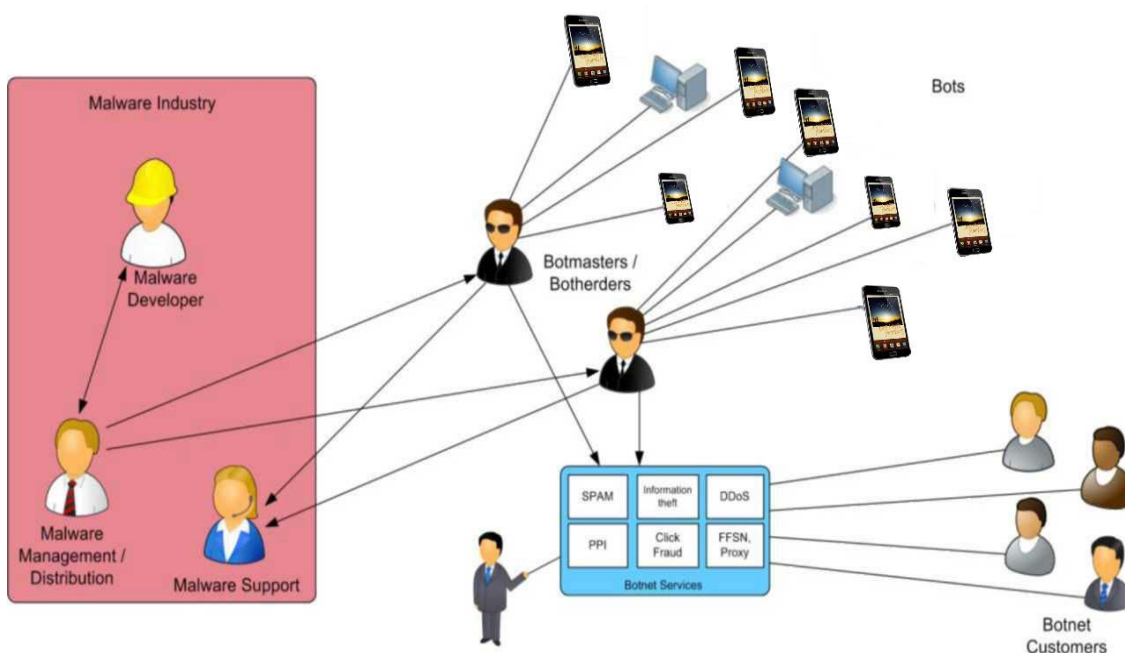 Malware Industry
Malware
Developer
Malware
Management /
Distribution
Malware Support
Botmasters /
Botherders
Bots
SPAM
Information
theft
DDoS
PPI
Click
Fraud
FFSN,
Proxy
Botnet Services
Botnet
Customers